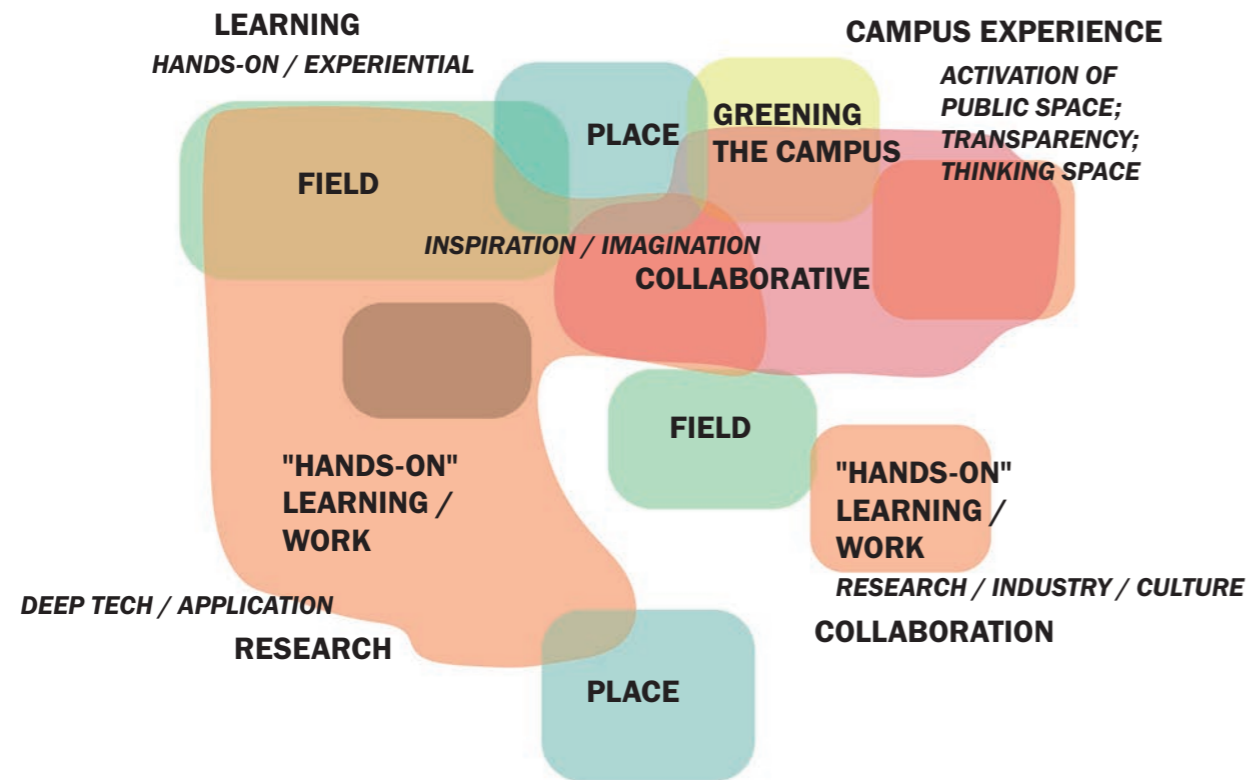 LEARNING
HANDS-ON / EXPERIENTIAL
CAMPUS EXPERIENCE
ACTIVATION OF
PUBLIC SPACE;
TRANSPARENCY;
THINKING SPACE
PLACE
GREENING
THE CAMPUS
FIELD
INSPIRATION / IMAGINATION
COLLABORATIVE
FIELD
"HANDS-ON"
LEARNING /
WORK
"HANDS-ON"
LEARNING /
WORK
RESEARCH / INDUSTRY / CULTURE
COLLABORATION
DEEP TECH / APPLICATION
RESEARCH
PLACE